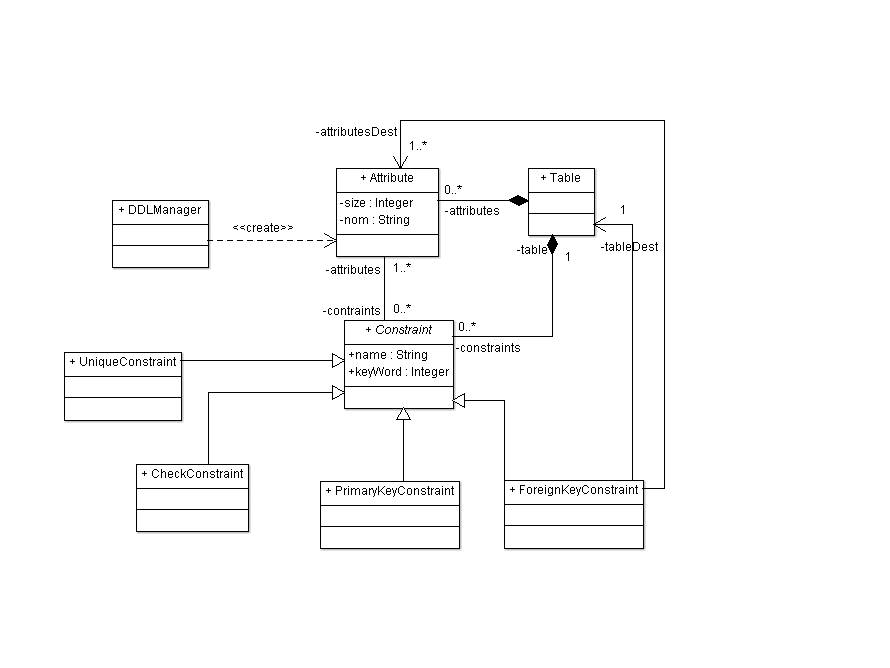 -attributesDest
1..*
+ Attribute
-size : Integer
-nom : String
0..*
-attributes
+ Table
+ DDLManager
<<create>>
1
-tableDest
-table
1
-attributes
1..*
-contraints
0..*
+ Constraint
+name : String
+keyWord : Integer
0..*
-constraints
+ UniqueConstraint
+ CheckConstraint
+ PrimaryKeyConstraint
+ ForeignKeyConstraint